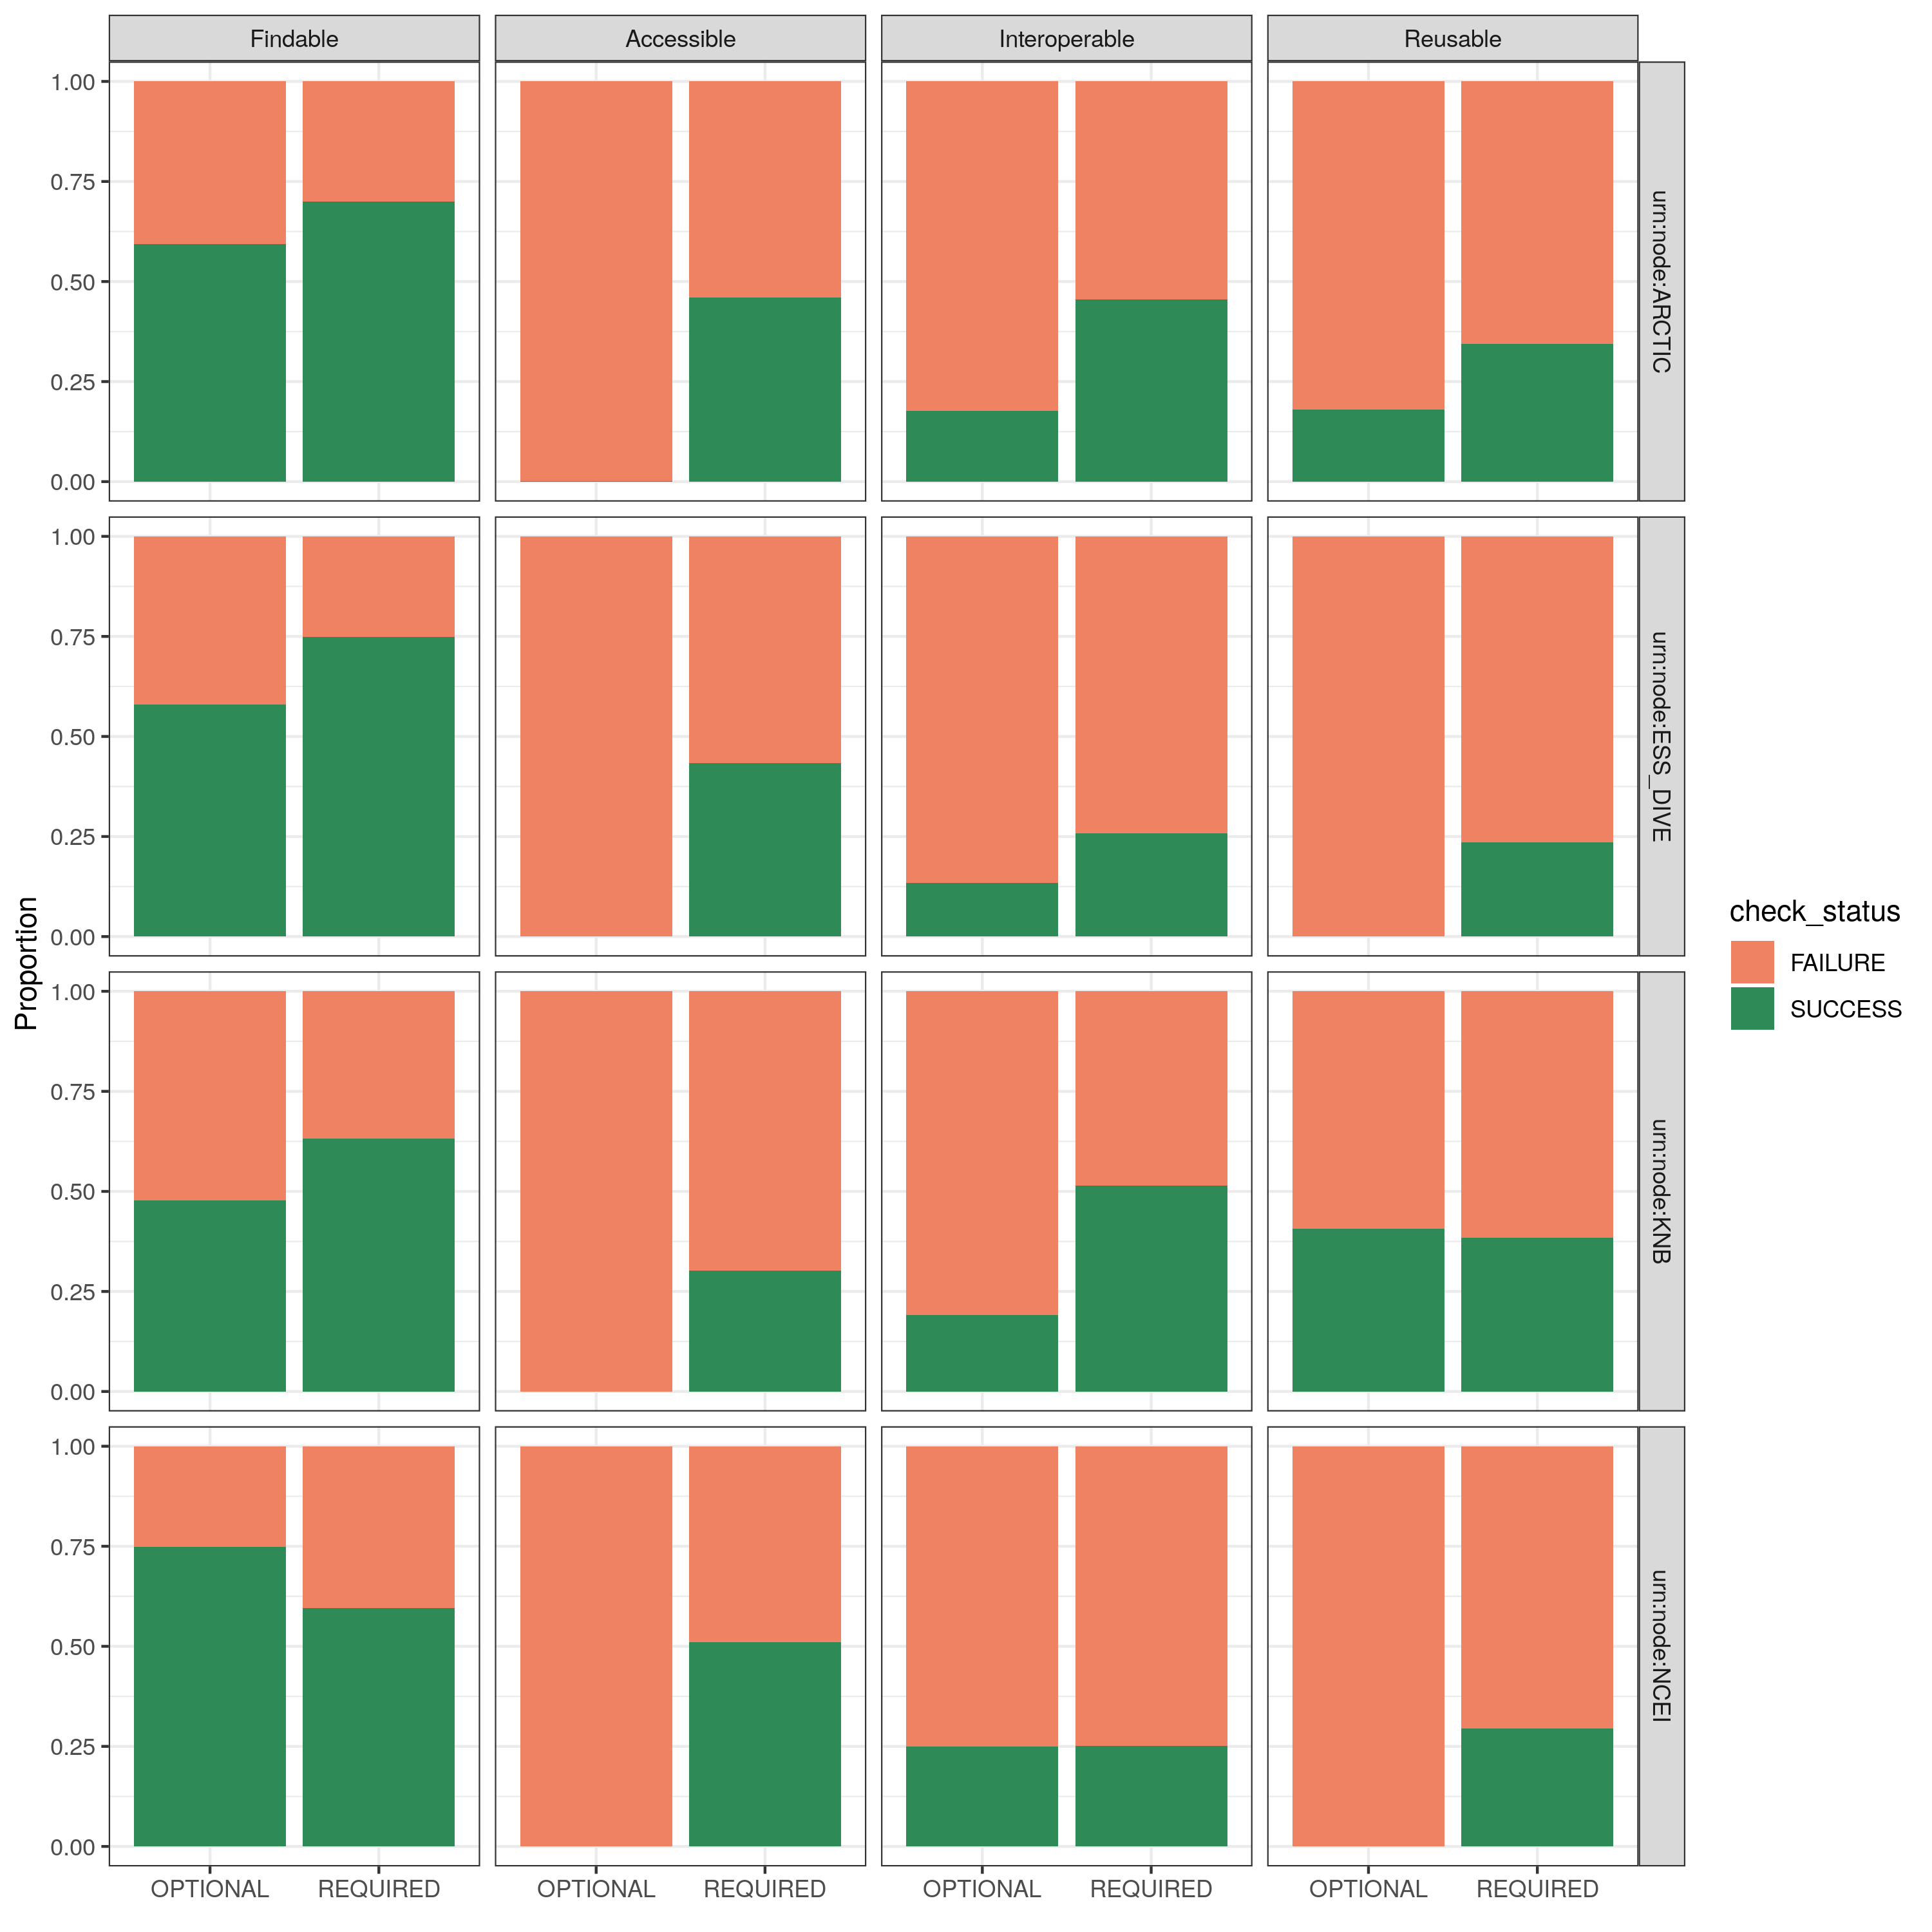 Findable Accessible Interoperable Reusable
1.00
0.75
0.50
0.25
0.00
urn:node:ARCTIC
1.00
0.75
0.50
0.25
0.00
urn:node:ESS_DIVE
1.00
0.75
0.50
0.25
0.00
urn:node:KNB
1.00
0.75
0.50
0.25
0.00
urn:node:NCEI
OPTIONAL REQUIRED OPTIONAL REQUIRED OPTIONAL REQUIRED OPTIONAL REQUIRED
Proportion
check_status
FAILURE
SUCCESS